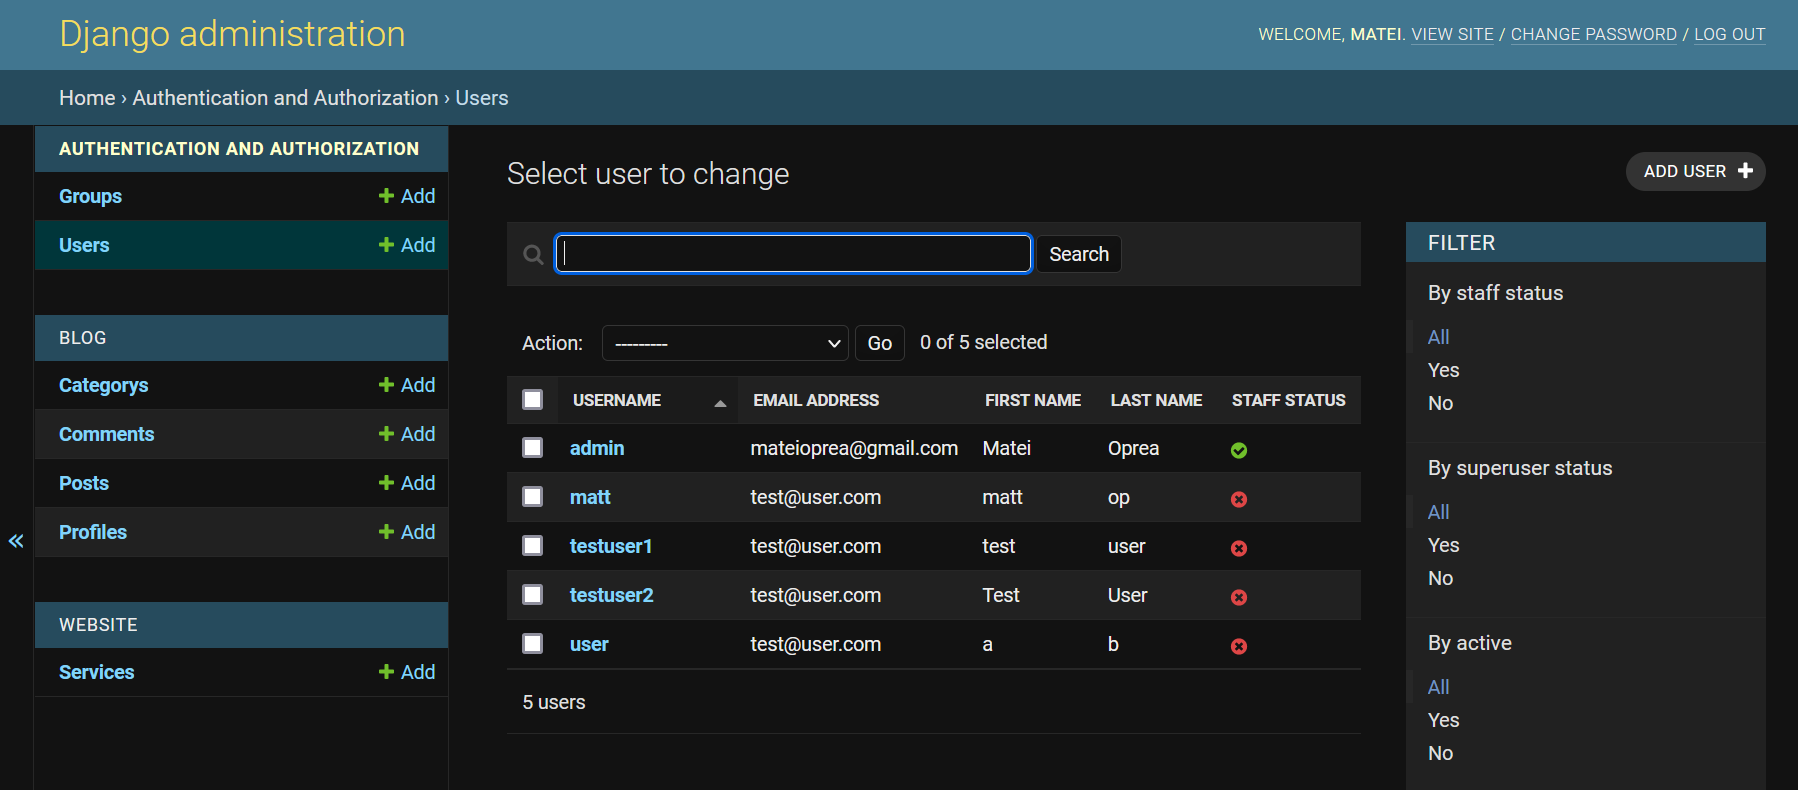 Django administration
WELCOME, MATEI. VIEW SITE / CHANGE PASSWORD / LOG OUT
Home › Authentication and Authorization › Users
AUTHENTICATION AND AUTHORIZATION
Groups + Add
Users + Add
BLOG
Categorys + Add
Comments + Add
Posts + Add
Profiles + Add
WEBSITE
Services + Add
«
Select user to change
ADD USER +
Search
Action: --------- Go 0 of 5 selected
USERNAME EMAIL ADDRESS FIRST NAME LAST NAME STAFF STATUS
admin mateioprea@gmail.com Matei Oprea
matt test@user.com matt op
testuser1 test@user.com test user
testuser2 test@user.com Test User
user test@user.com a b
5 users
FILTER
By staff status
All
Yes
No
By superuser status
All
Yes
No
By active
All
Yes
No